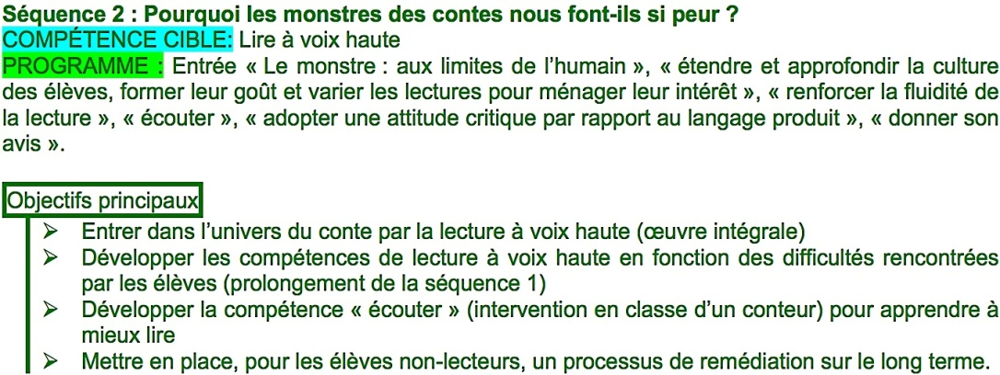 Séquence 2 : Pourquoi les monstres des contes nous font-ils si peur ?
COMPÉTENCE CIBLE: Lire à voix haute
PROGRAMME : Entrée « Le monstre : aux limites de l'humain », « étendre et approfondir la culture
des élèves, former leur goût et varier les lectures pour ménager leur intérêt », « renforcer la fluidité de
la lecture », « écouter », « adopter une attitude critique par rapport au langage produit », « donner son
avis ».
Objectifs principaux
➢ Entrer dans l'univers du conte par la lecture à voix haute (œuvre intégrale)
➢ Développer les compétences de lecture à voix haute en fonction des difficultés rencontrées
par les élèves (prolongement de la séquence 1)
➢ Développer la compétence « écouter » (intervention en classe d'un conteur) pour apprendre à
mieux lire
➢ Mettre en place, pour les élèves non-lecteurs, un processus de remédiation sur le long terme.